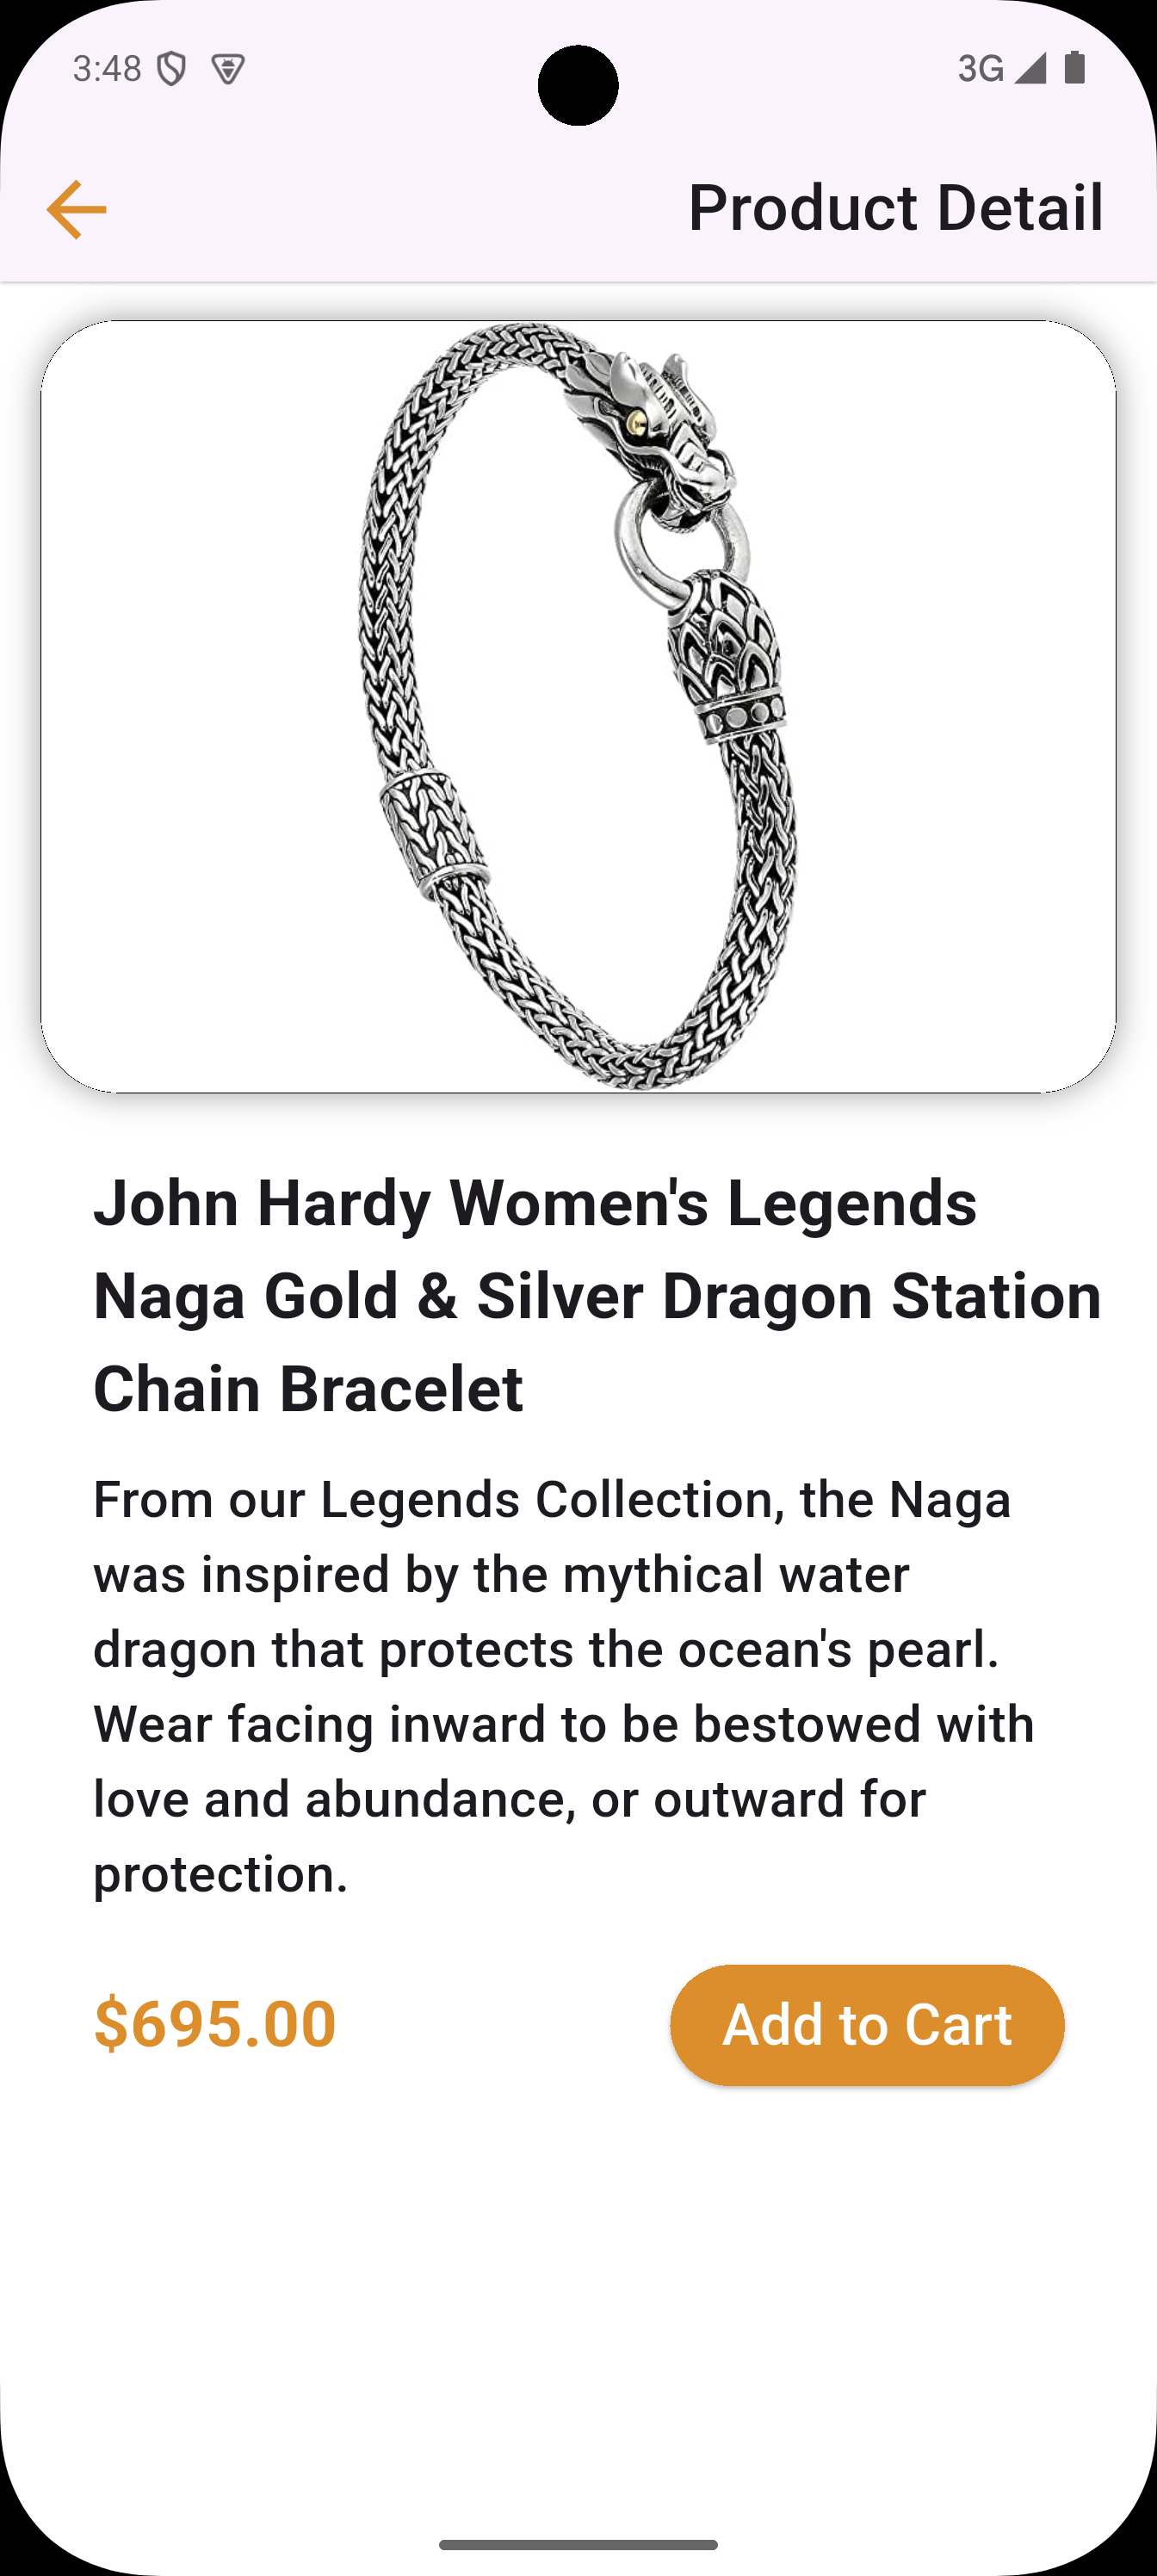 3:48
3G
Product Detail
John Hardy Women's Legends
Naga Gold & Silver Dragon Station
Chain Bracelet
From our Legends Collection, the Naga
was inspired by the mythical water
dragon that protects the ocean's pearl.
Wear facing inward to be bestowed with
love and abundance, or outward for
protection.
$695.00
Add to Cart